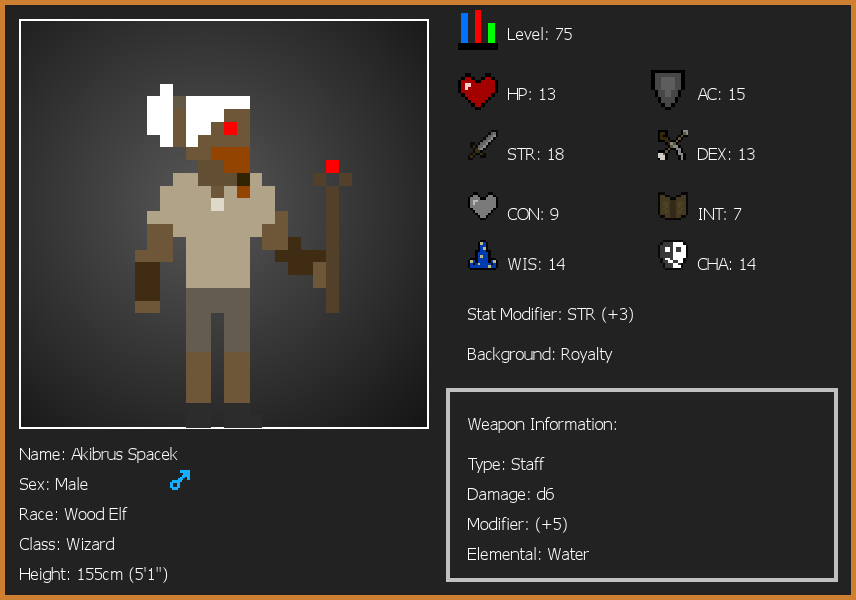 Level: 75
HP: 13
AC: 15
STR: 18
DEX: 13
CON: 9
INT: 7
WIS: 14
CHA: 14
Stat Modifier: STR (+3)
Background: Royalty
Weapon Information:
Type: Staff
Damage: d6
Modifier: (+5)
Elemental: Water
Name: Akibrus Spacek
Sex: Male
Race: Wood Elf
Class: Wizard
Height: 155cm (5'1")